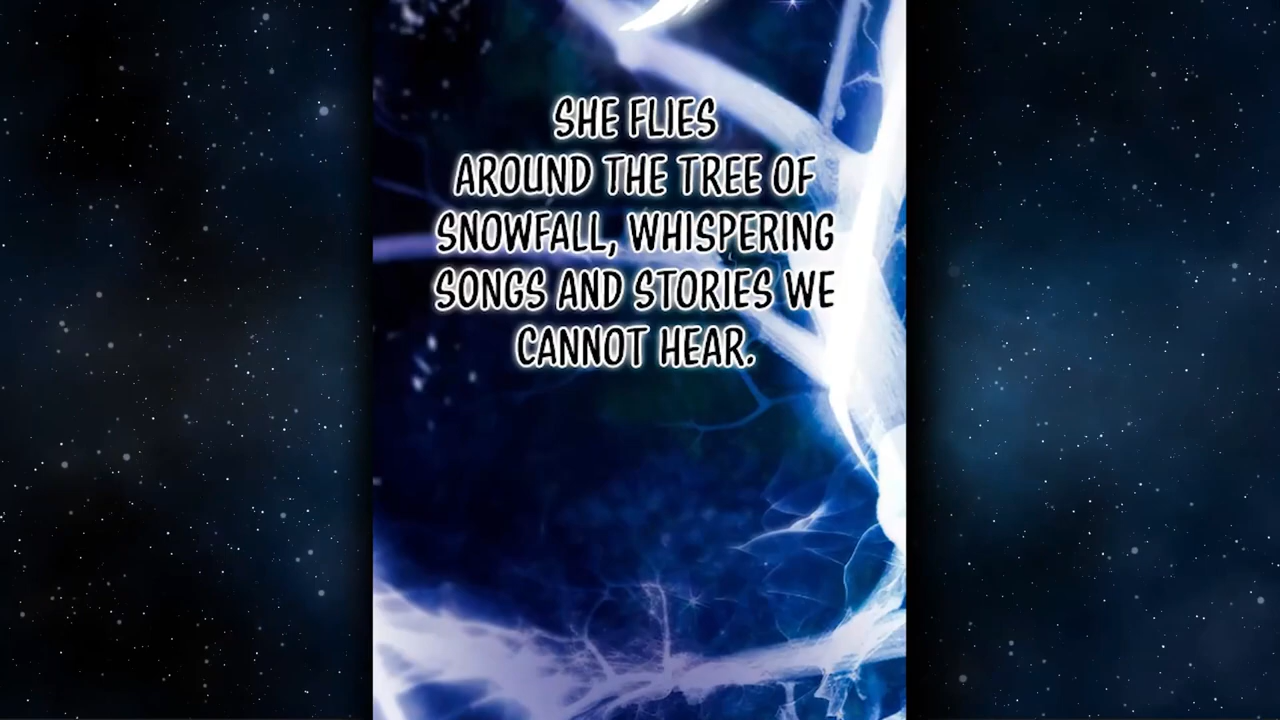 SHE FLIES
AROUND THE TREE OF
SNOWFALL, WHISPERING
SONGS AND STORIES WE
CANNOT HEAR.